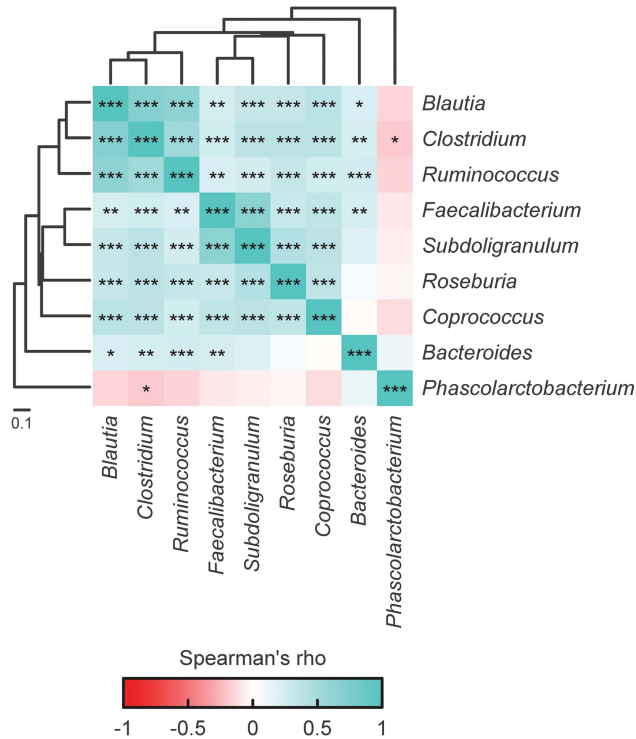 *** *** *** ** *** *** *** * Blautia
*** *** *** *** *** *** *** ** * Clostridium
*** *** *** ** *** *** *** *** Ruminococcus
** *** ** *** *** *** *** ** Faecalibacterium
*** *** *** *** *** *** *** Subdoligranulum
*** *** *** *** *** *** *** Roseburia
*** *** *** *** *** *** *** Coprococcus
* ** *** ** *** Bacteroides
* *** Phascolarctobacterium
0.1
Blautia
Clostridium
Ruminococcus
Faecalibacterium
Subdoligranulum
Roseburia
Coprococcus
Bacteroides
Phascolarctobacterium
Spearman's rho
-1 -0.5 0 0.5 1